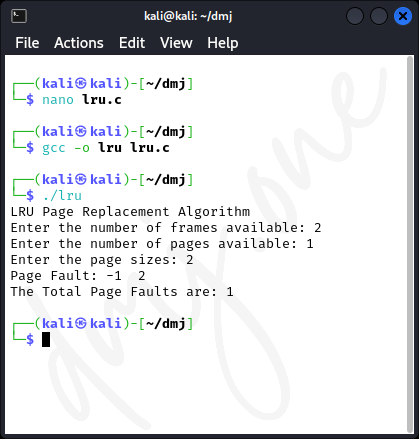 kali@kali: ~/dmj
File Actions Edit View Help
┌──(kali㉿kali)-[~/dmj]
└─$ nano lru.c
┌──(kali㉿kali)-[~/dmj]
└─$ gcc -o lru lru.c
┌──(kali㉿kali)-[~/dmj]
└─$ ./lru
LRU Page Replacement Algorithm
Enter the number of frames available: 2
Enter the number of pages available: 1
Enter the page sizes: 2
Page Fault: -1  2
The Total Page Faults are: 1
┌──(kali㉿kali)-[~/dmj]
└─$
dmj one